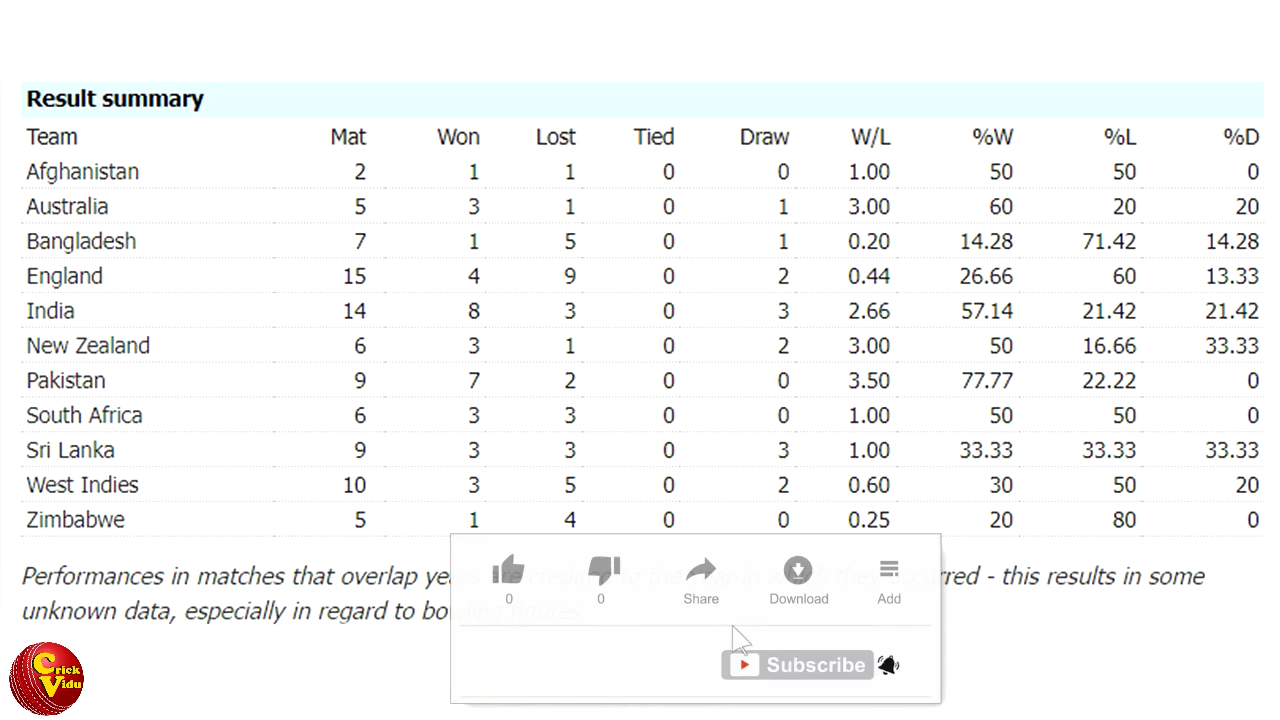 Result summary
Team Mat Won Lost Tied Draw W/L %W %L %D
Afghanistan 2 1 1 0 0 1.00 50 50 0
Australia 5 3 1 0 1 3.00 60 20 20
Bangladesh 7 1 5 0 1 0.20 14.28 71.42 14.28
England 15 4 9 0 2 0.44 26.66 60 13.33
India 14 8 3 0 3 2.66 57.14 21.42 21.42
New Zealand 6 3 1 0 2 3.00 50 16.66 33.33
Pakistan 9 7 2 0 0 3.50 77.77 22.22 0
South Africa 6 3 3 0 0 1.00 50 50 0
Sri Lanka 9 3 3 0 3 1.00 33.33 33.33 33.33
West Indies 10 3 5 0 2 0.60 30 50 20
Zimbabwe 5 1 4 0 0 0.25 20 80 0
Performances in matches that overlap years are credited to the year in which they occurred - this results in some
unknown data, especially in regard to bowling figures
0 0 Share Download Add
Subscribe
Crick
Vidu